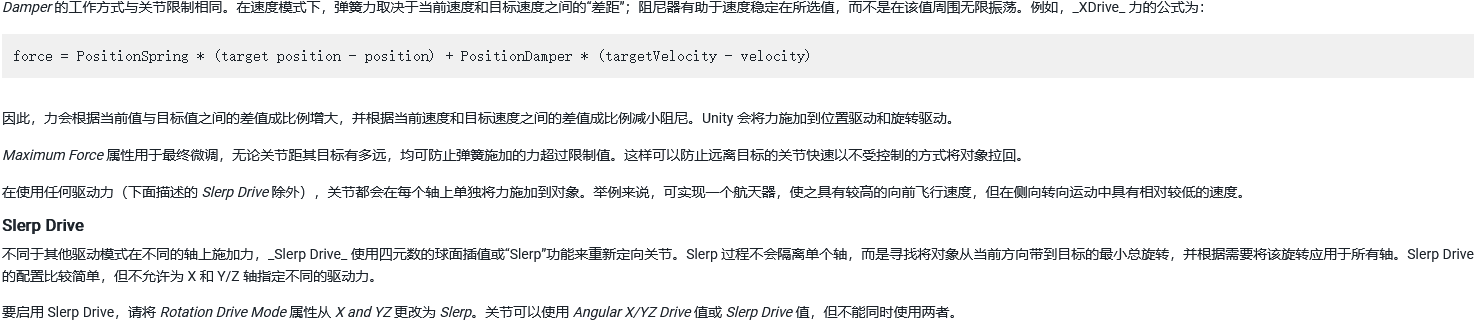 Damper 的工作方式与关节限制相同。在速度模式下，弹簧力取决于当前速度和目标速度之间的“差距”；阻尼器有助于速度稳定在所选值，而不是在该值周围无限振荡。例如，_XDrive_ 力的公式为：
force = PositionSpring * (target position - position) + PositionDamper * (targetVelocity - velocity)
因此，力会根据当前值与目标值之间的差值成比例增大，并根据当前速度和目标速度之间的差值成比例减小阻尼。Unity 会将力施加到位置驱动和旋转驱动。
Maximum Force 属性用于最终微调，无论关节距其目标有多远，均可防止弹簧施加的力超过限制值。这样可以防止远离目标的关节快速以不受控制的方式将对象拉回。
在使用任何驱动力（下面描述的 Slerp Drive 除外），关节都会在每个轴上单独将力施加到对象。举例来说，可实现一个航天器，使之具有较高的向前飞行速度，但在侧向转向运动中具有相对较低的速度。
Slerp Drive
不同于其他驱动模式在不同的轴上施加力，_Slerp Drive_ 使用四元数的球面插值或“Slerp”功能来重新定向关节。Slerp 过程不会隔离单个轴，而是寻找将对象从当前方向带到目标的最小总旋转，并根据需要将该旋转应用于所有轴。Slerp Drive
的配置比较简单，但不允许为 X 和 Y/Z 轴指定不同的驱动力。
要启用 Slerp Drive，请将 Rotation Drive Mode 属性从 X and YZ 更改为 Slerp。关节可以使用 Angular X/YZ Drive 值或 Slerp Drive 值，但不能同时使用两者。